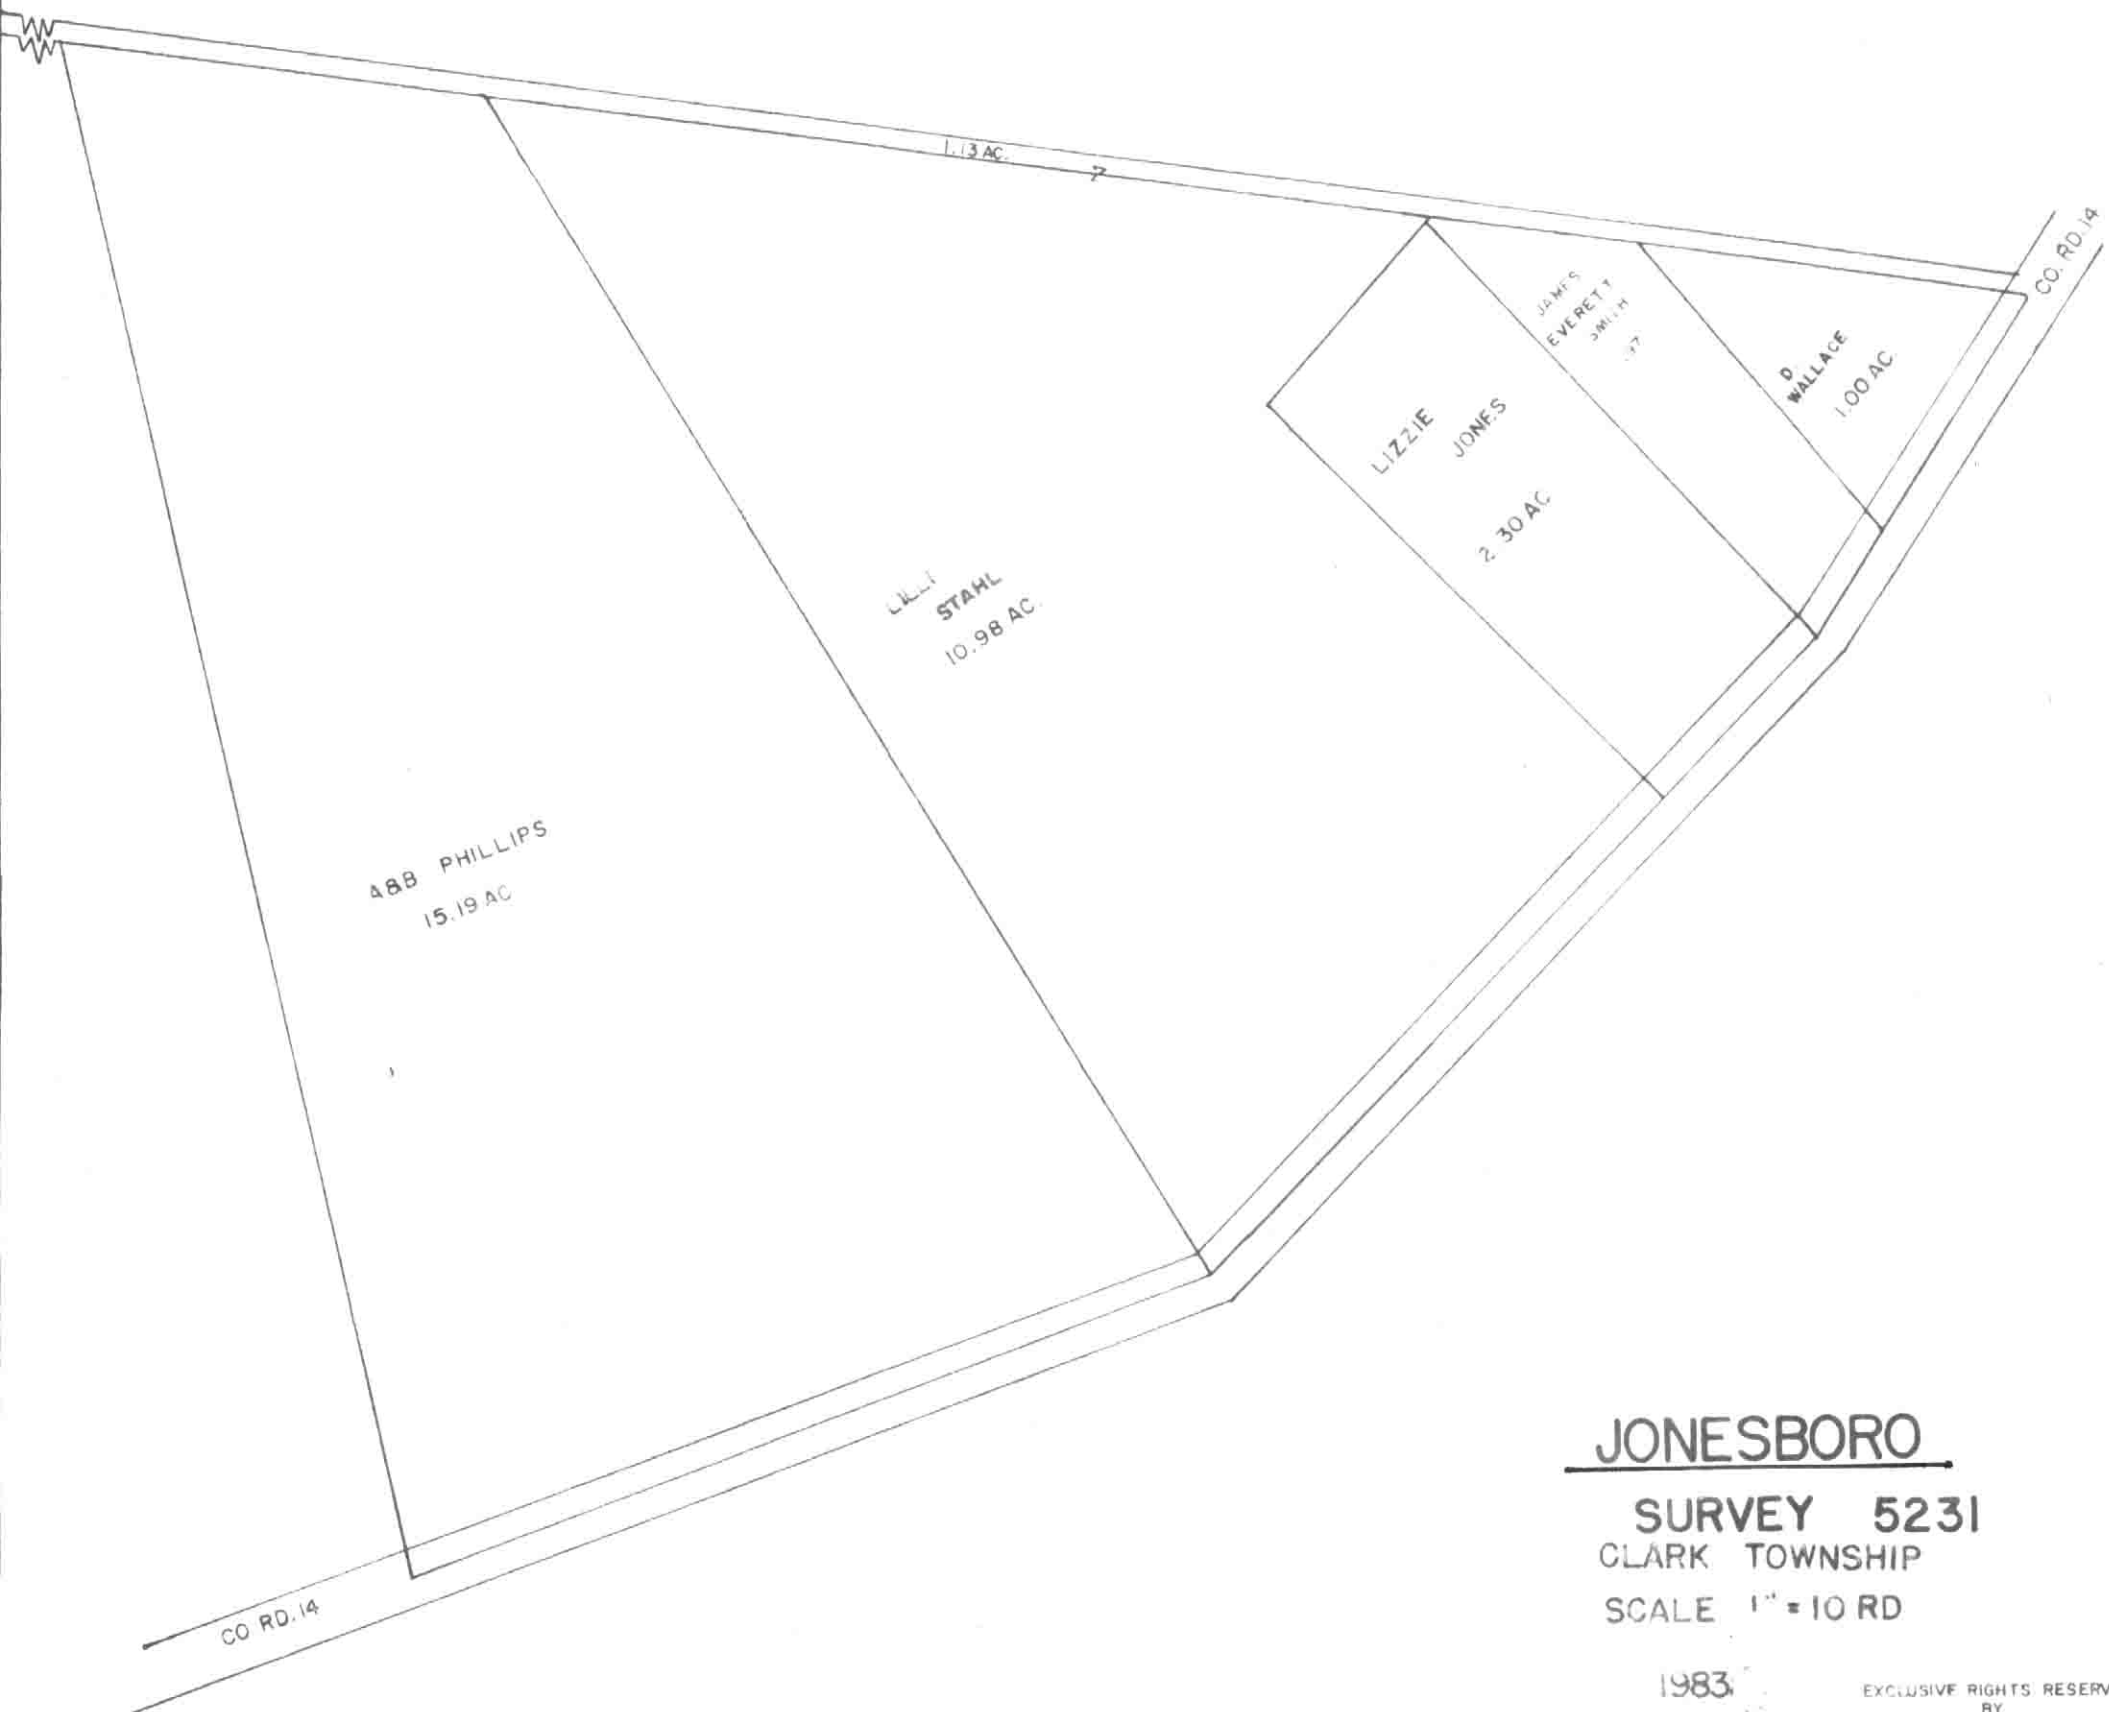 1.13 AC.
7
CO. RD. 14
JAMES
EVERETT
SMITH
.97
D.
WALLACE
1.00 AC.
LIZZIE JONES
2.30 AC.
STAHL
10.98 AC.
A&B PHILLIPS
15.19 AC
CO RD. 14
JONESBORO
SURVEY 5231
CLARK TOWNSHIP
SCALE 1" = 10 RD
1983
EXCLUSIVE RIGHTS RESERV
BY